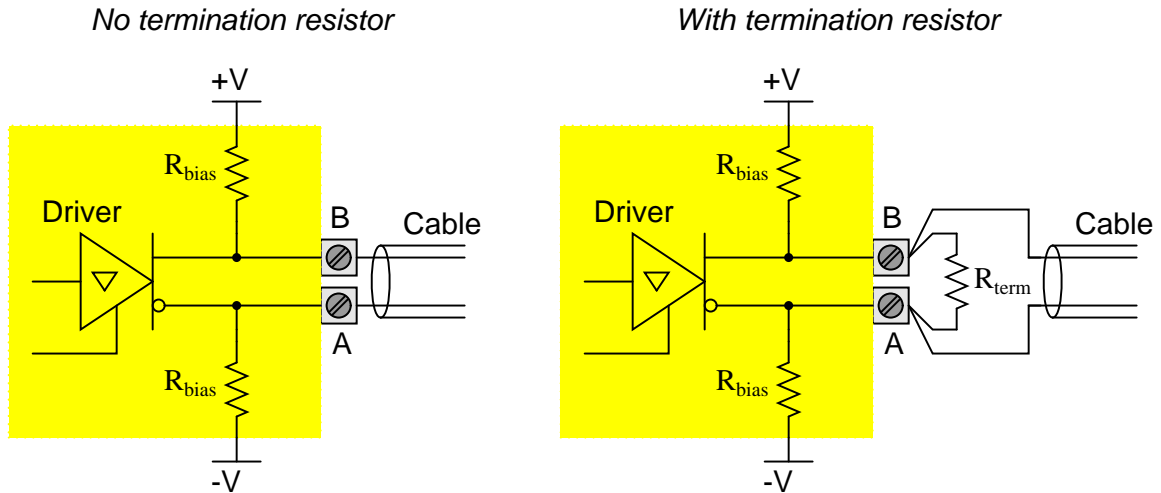 No termination resistor
+V
Rbias
Driver
B
Cable
A
Rbias
-V
With termination resistor
+V
Rbias
Driver
B
Cable
Rterm
A
Rbias
-V